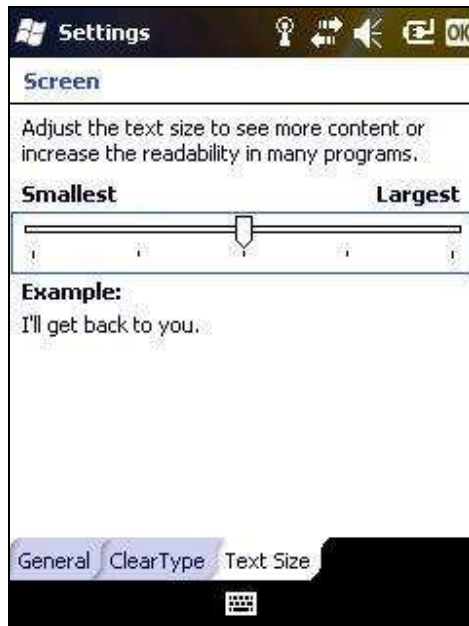 Settings
OK
Screen
Adjust the text size to see more content or
increase the readability in many programs.
Smallest Largest
Example:
I'll get back to you.
General ClearType Text Size